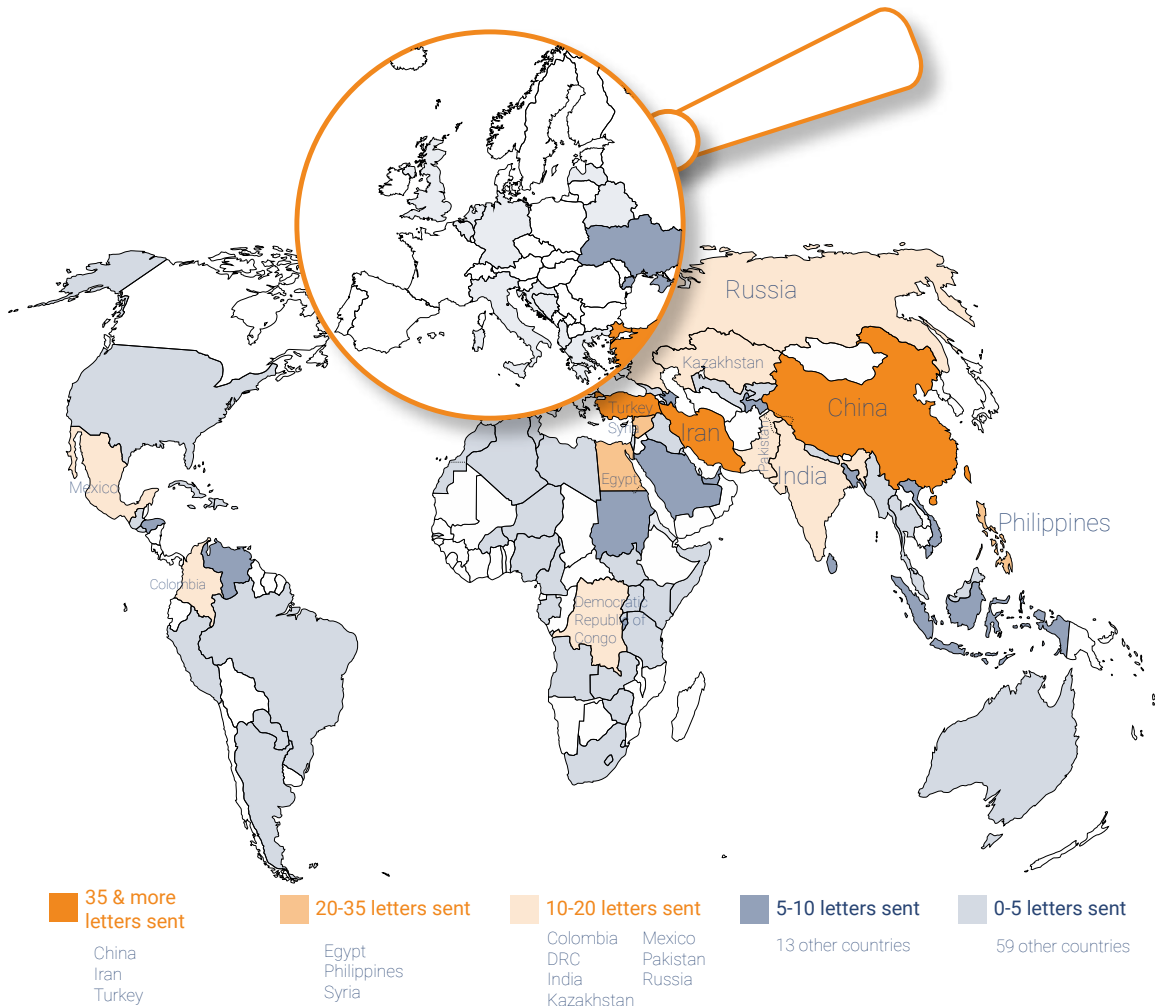 Russia
Kazakhstan
China
Turkey
Syria
Iran
Pakistan
India
Egypt
Mexico
Philippines
Colombia
Democratic
Republic of
Congo
35 & more
letters sent
China
Iran
Turkey
20-35 letters sent
Egypt
Philippines
Syria
10-20 letters sent
Colombia
DRC
India
Kazakhstan
Mexico
Pakistan
Russia
5-10 letters sent
13 other countries
0-5 letters sent
59 other countries